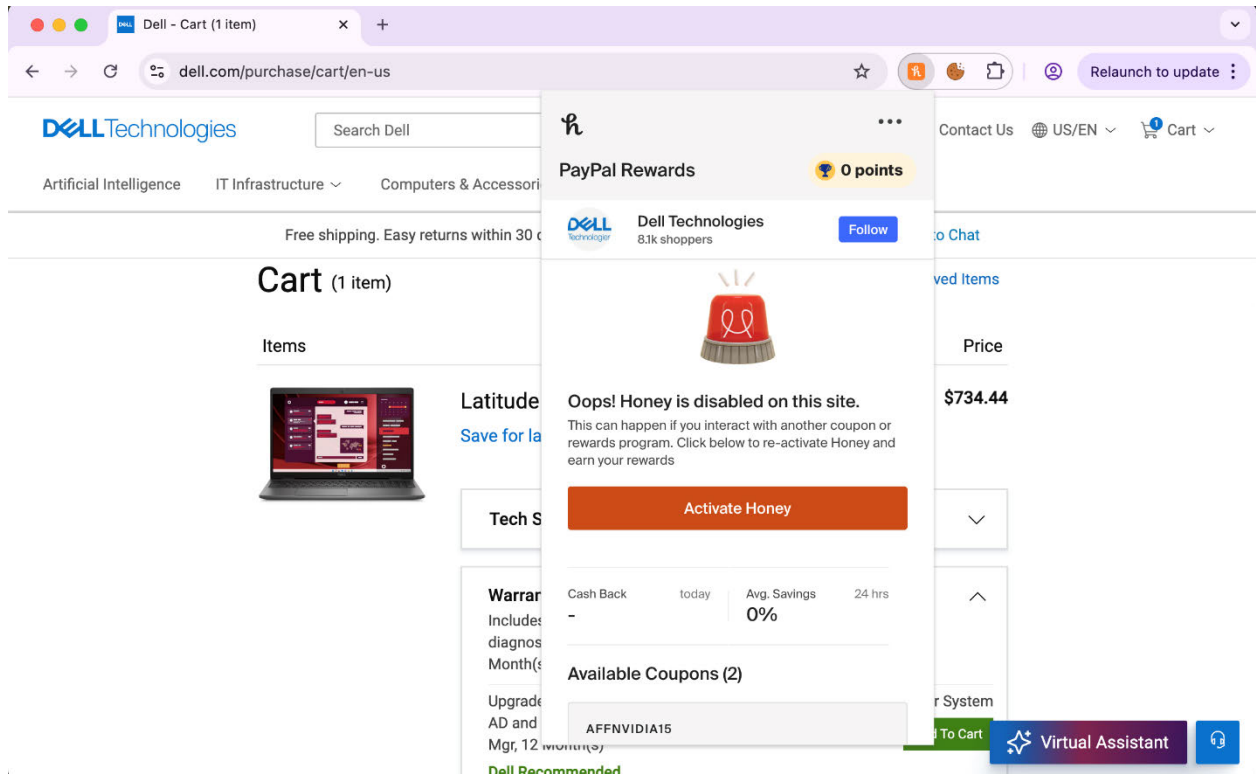 Dell - Cart (1 item)
dell.com/purchase/cart/en-us
Relaunch to update
DELLTechnologies
Search Dell
Contact Us
US/EN
1
Cart
Artificial Intelligence
IT Infrastructure
Computers & Accessori
Free shipping. Easy returns within 30 d
to Chat
Cart (1 item)
ved Items
Items
Price
Latitude
$734.44
Save for la
Tech S
Warran
Includes
diagnos
Month(s
Upgrade
r System
AD and
d To Cart
Mgr, 12 Month(s)
Dell Recommended
PayPal Rewards
0 points
DELL
Technologies
Dell Technologies
8.1k shoppers
Follow
Oops! Honey is disabled on this site.
This can happen if you interact with another coupon or
rewards program. Click below to re-activate Honey and
earn your rewards
Activate Honey
Cash Back today
-
Avg. Savings 24 hrs
0%
Available Coupons (2)
AFFNVIDIA15
Virtual Assistant